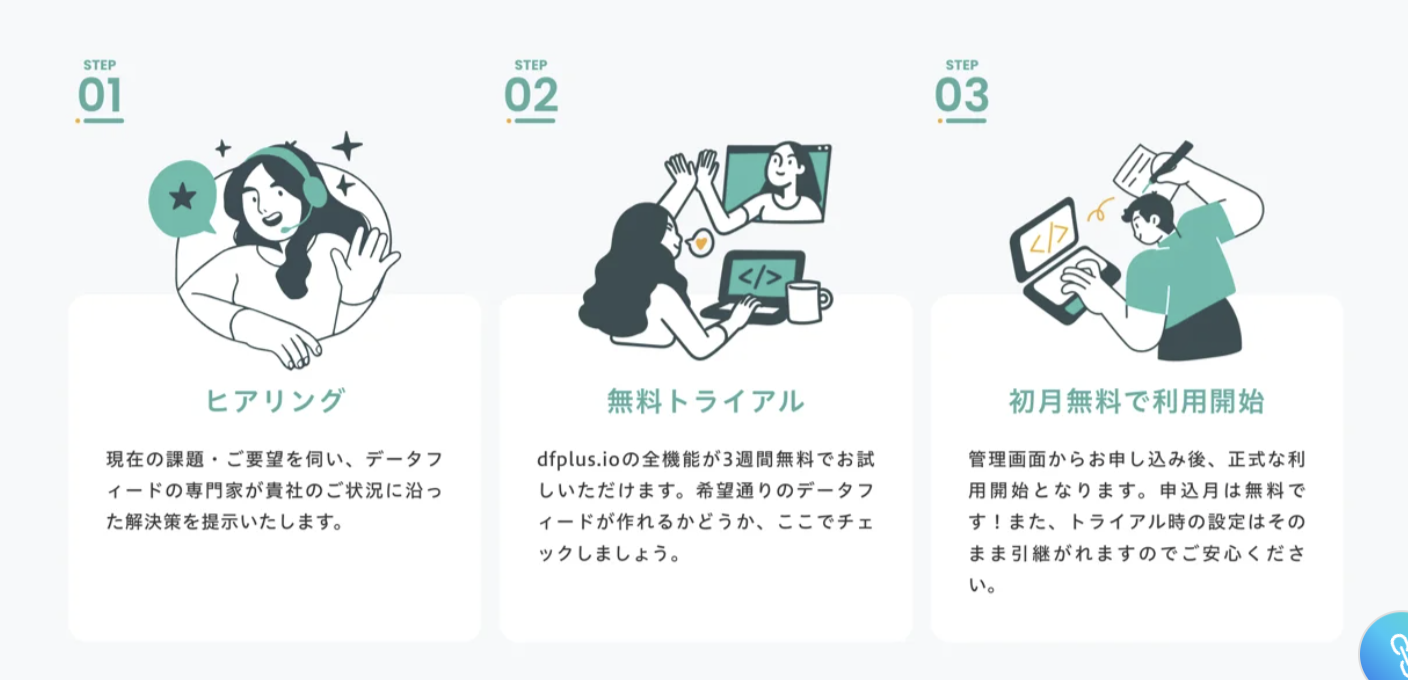 STEP
01
ヒアリング
現在の課題・ご要望を伺い、データフ
ィードの専門家が貴社のご状況に沿っ
た解決策を提示いたします。
STEP
02
</>
無料トライアル
dfplus.ioの全機能が3週間無料でお試
しいただけます。希望通りのデータフ
ィードが作れるかどうか、ここでチェ
ックしましょう。
STEP
03
</>
初月無料で利用開始
管理画面からお申し込み後、正式な利
用開始となります。申込月は無料で
す！また、トライアル時の設定はその
まま引継がれますのでご安心くださ
い。